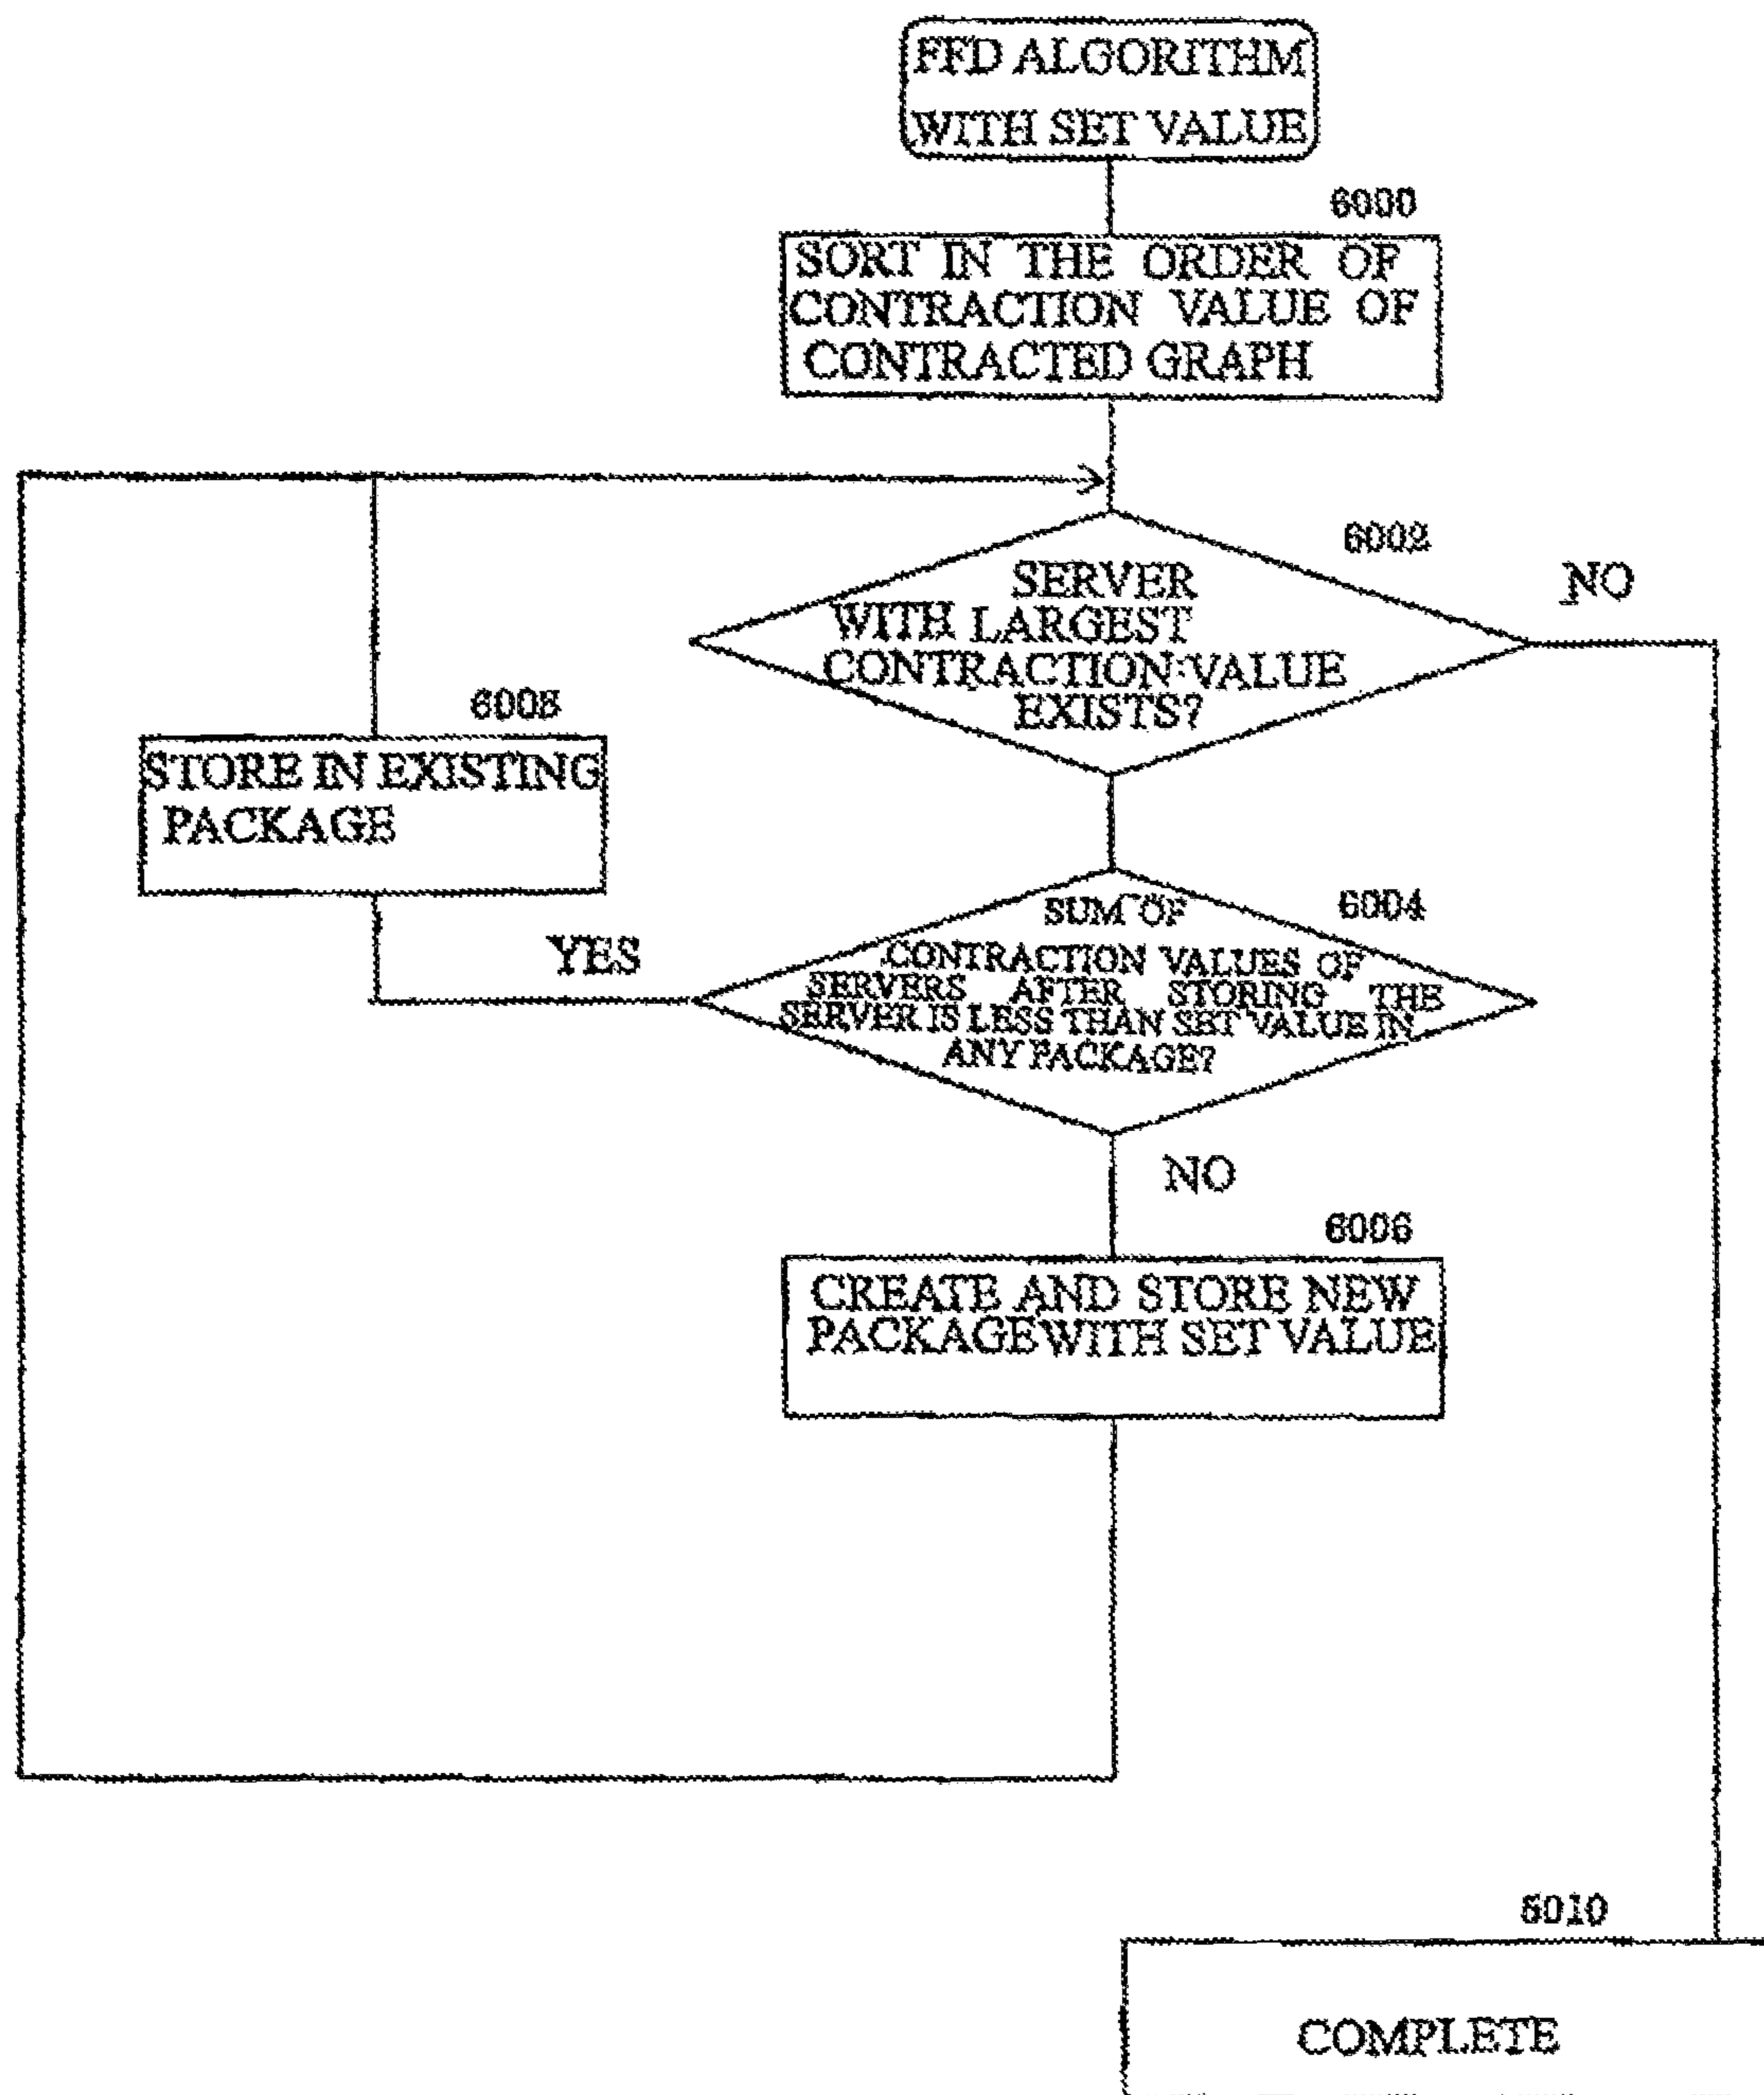 FFD ALGORITHM
WITH SET VALUE
6000
SORT IN THE ORDER OF
CONTRACTION VALUE OF
CONTRACTED GRAPH
6002
SERVER
WITH LARGEST
CONTRACTION VALUE
EXISTS?
NO
6008
STORE IN EXISTING
PACKAGE
YES
6004
SUM OF
CONTRACTION VALUES OF
SERVERS AFTER STORING THE
SERVER IS LESS THAN SET VALUE IN
ANY PACKAGE?
NO
6006
CREATE AND STORE NEW
PACKAGE WITH SET VALUE
6010
COMPLETE